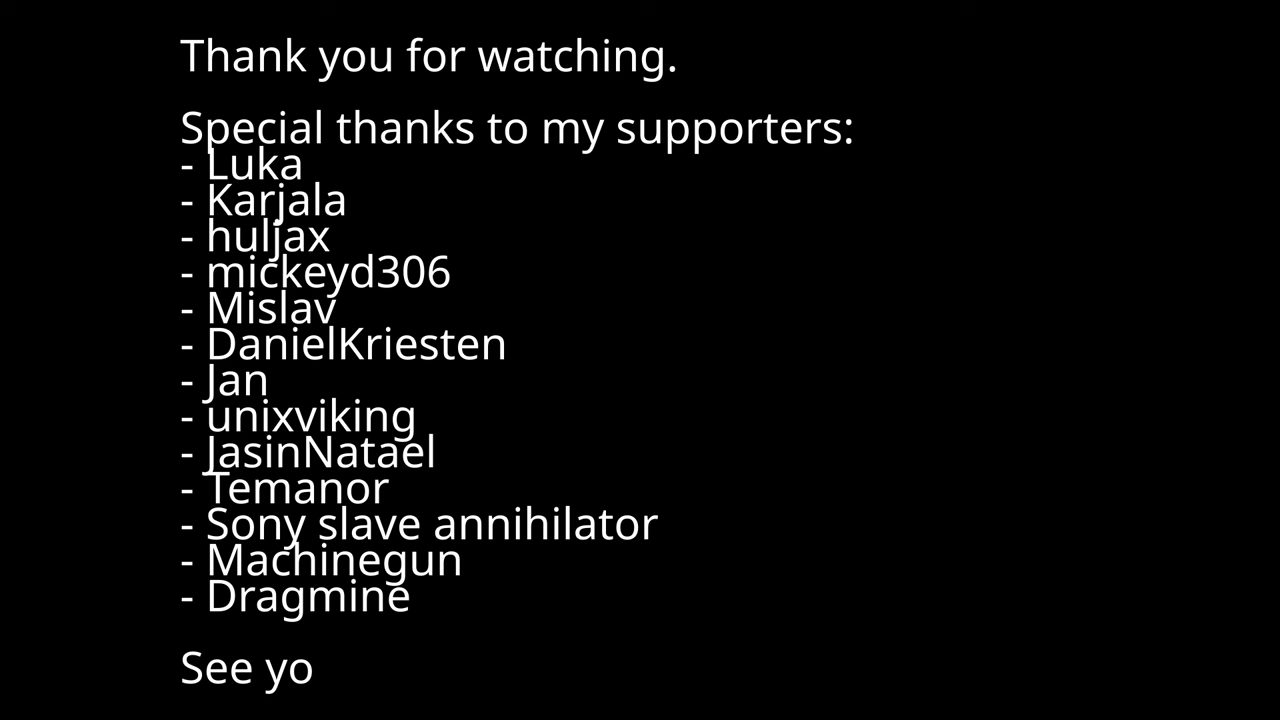 Thank you for watching.
Special thanks to my supporters:
- Luka
- Karjala
- huljax
- mickeyd306
- Mislav
- DanielKriesten
- Jan
- unixviking
- JasinNatael
- Temanor
- Sony slave annihilator
- Machinegun
- Dragmine
See yo